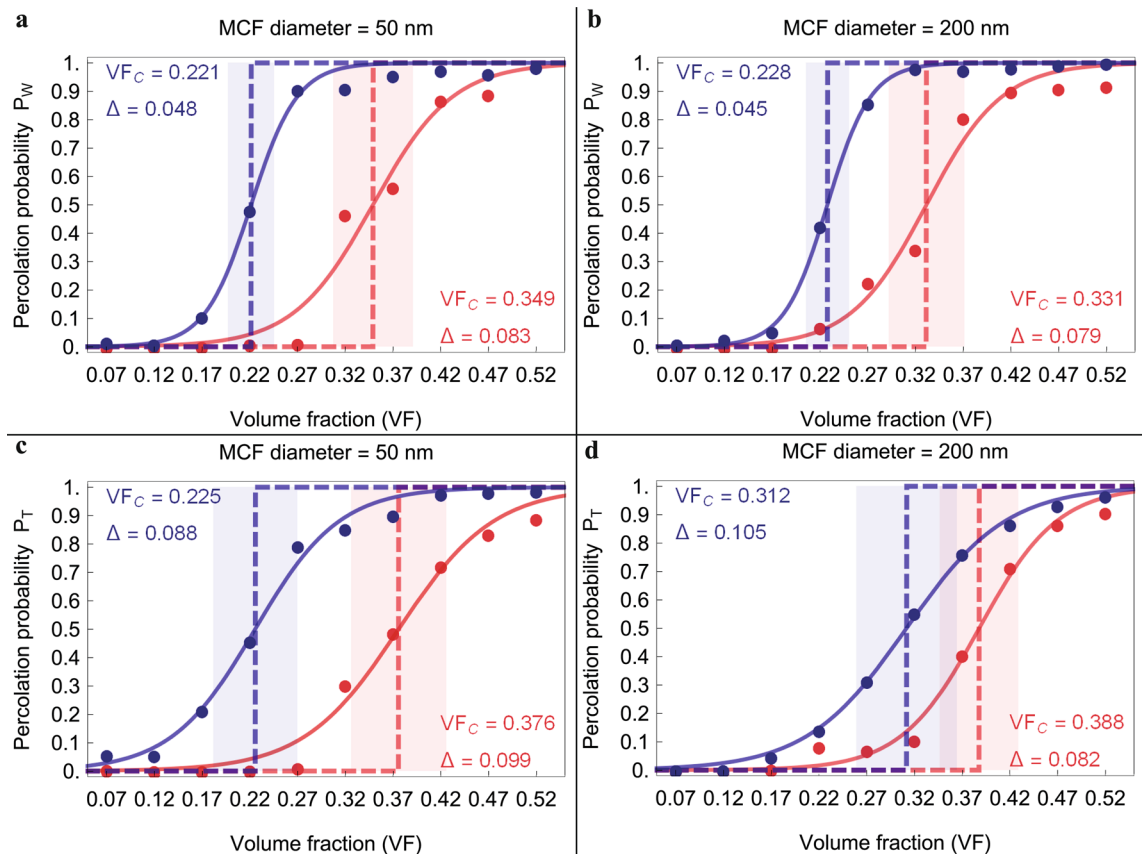 a
MCF diameter = 50 nm
Percolation probability P_W
1.
0.9
0.8
0.7
0.6
0.5
0.4
0.3
0.2
0.1
0.
VF_C = 0.221
Δ = 0.048
VF_C = 0.349
Δ = 0.083
0.07 0.12 0.17 0.22 0.27 0.32 0.37 0.42 0.47 0.52
Volume fraction (VF)
b
MCF diameter = 200 nm
Percolation probability P_W
1.
0.9
0.8
0.7
0.6
0.5
0.4
0.3
0.2
0.1
0.
VF_C = 0.228
Δ = 0.045
VF_C = 0.331
Δ = 0.079
0.07 0.12 0.17 0.22 0.27 0.32 0.37 0.42 0.47 0.52
Volume fraction (VF)
c
MCF diameter = 50 nm
Percolation probability P_T
1.
0.9
0.8
0.7
0.6
0.5
0.4
0.3
0.2
0.1
0.
VF_C = 0.225
Δ = 0.088
VF_C = 0.376
Δ = 0.099
0.07 0.12 0.17 0.22 0.27 0.32 0.37 0.42 0.47 0.52
Volume fraction (VF)
d
MCF diameter = 200 nm
Percolation probability P_T
1.
0.9
0.8
0.7
0.6
0.5
0.4
0.3
0.2
0.1
0.
VF_C = 0.312
Δ = 0.105
VF_C = 0.388
Δ = 0.082
0.07 0.12 0.17 0.22 0.27 0.32 0.37 0.42 0.47 0.52
Volume fraction (VF)